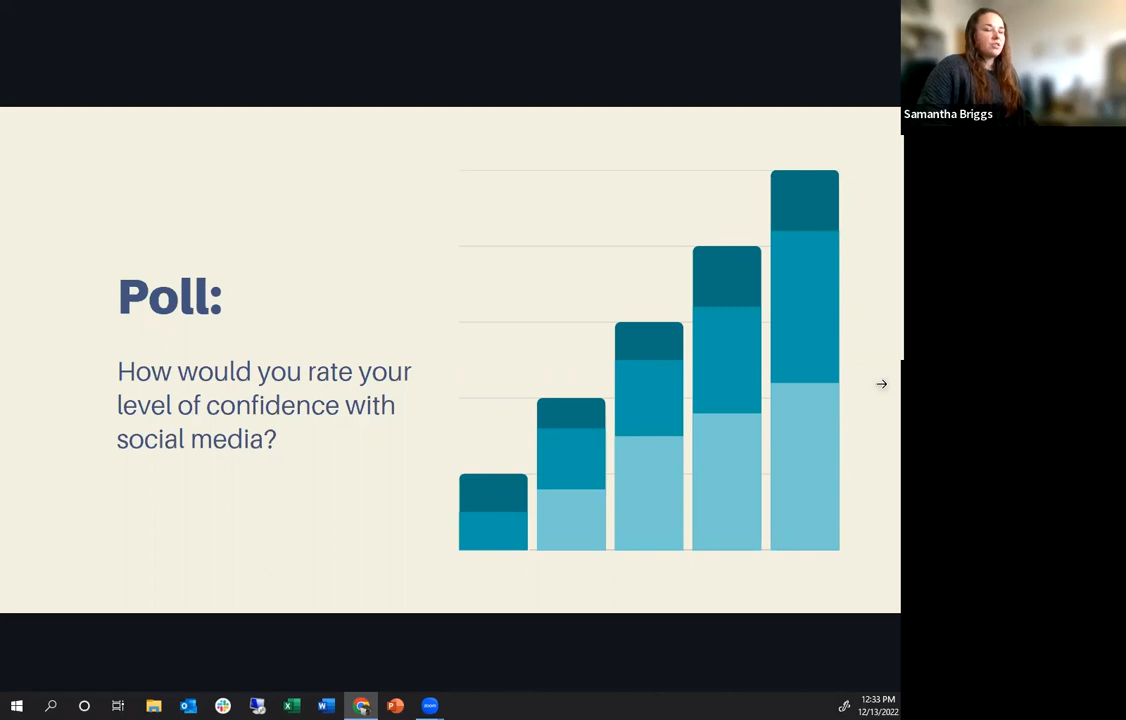 Samantha Briggs
Poll:
How would you rate your
level of confidence with
social media?
12:33 PM
12/13/2022